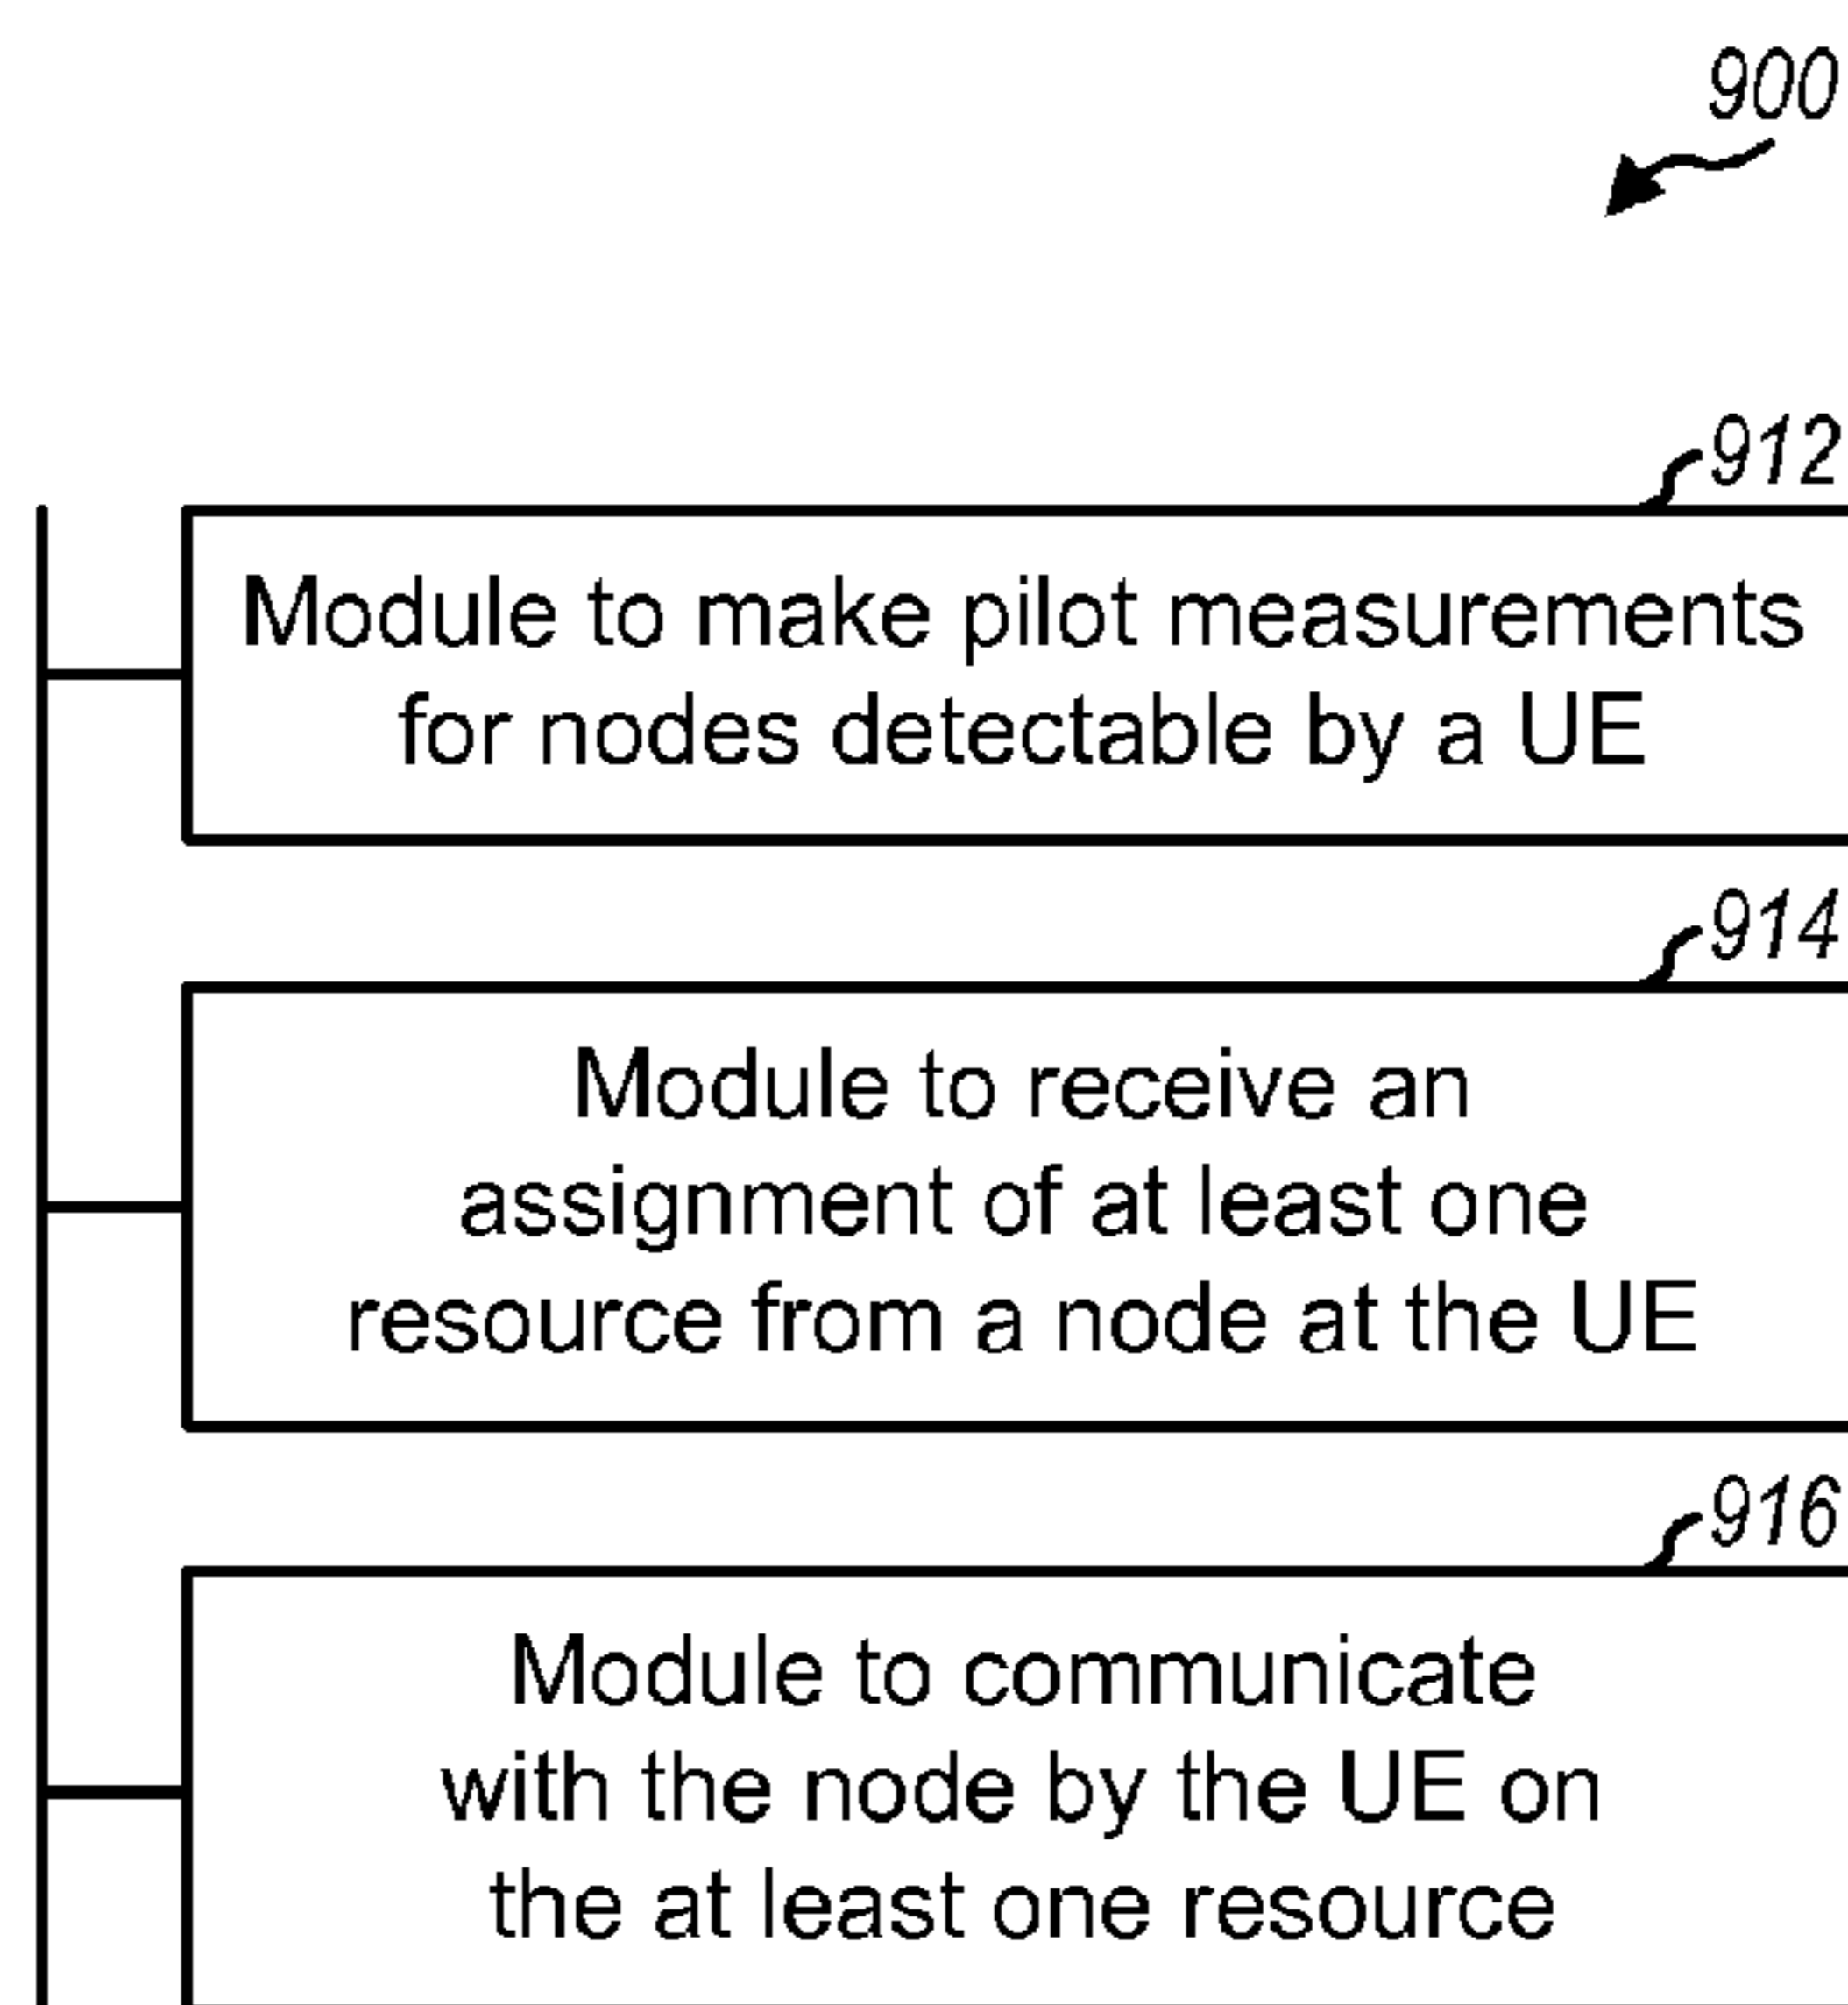 900
912
Module to make pilot measurements
for nodes detectable by a UE
914
Module to receive an
assignment of at least one
resource from a node at the UE
916
Module to communicate
with the node by the UE on
the at least one resource